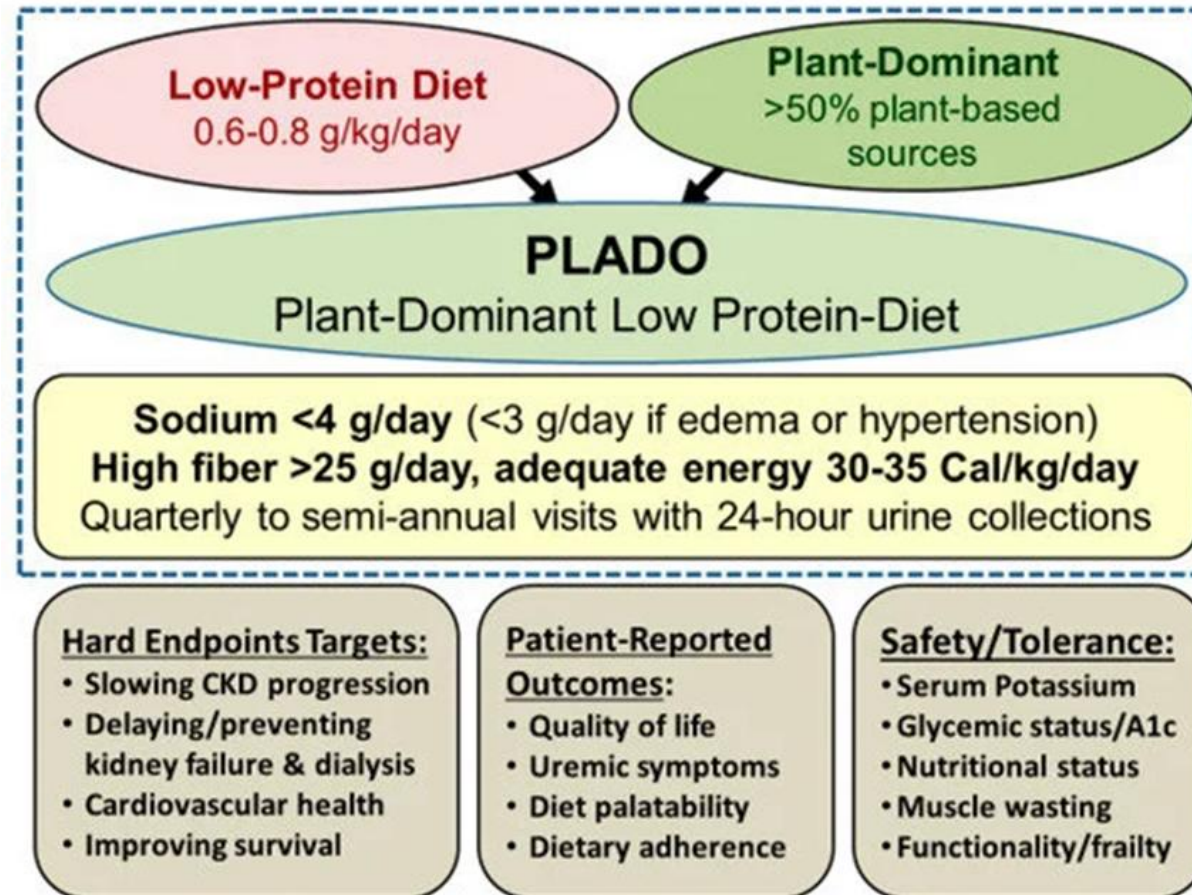 Low-Protein Diet
0.6-0.8 g/kg/day
Plant-Dominant
>50% plant-based
sources
PLADO
Plant-Dominant Low Protein-Diet
Sodium <4 g/day (<3 g/day if edema or hypertension)
High fiber >25 g/day, adequate energy 30-35 Cal/kg/day
Quarterly to semi-annual visits with 24-hour urine collections
Hard Endpoints Targets:
• Slowing CKD progression
• Delaying/preventing
kidney failure & dialysis
• Cardiovascular health
• Improving survival
Patient-Reported
Outcomes:
• Quality of life
• Uremic symptoms
• Diet palatability
• Dietary adherence
Safety/Tolerance:
• Serum Potassium
• Glycemic status/A1c
• Nutritional status
• Muscle wasting
• Functionality/frailty